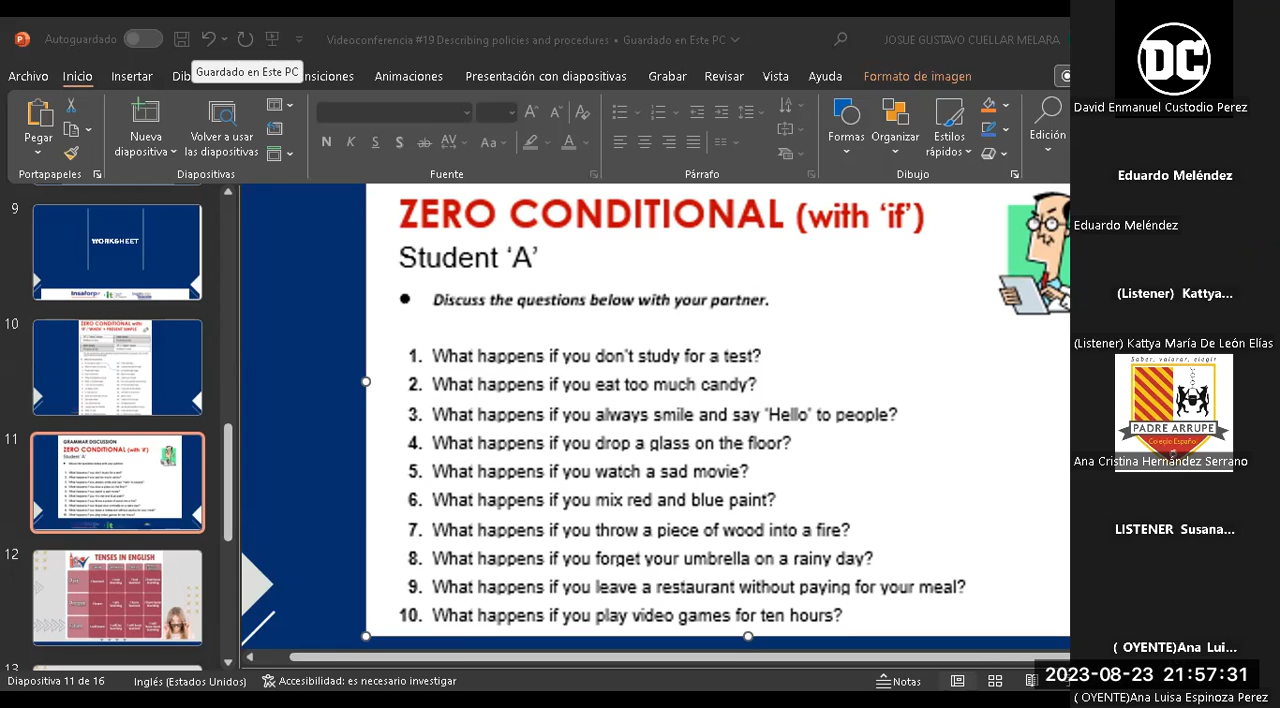 Autoguardado
Videoconferencia #19 Describing policies and procedures • Guardado en Este PC
JOSUE GUSTAVO CUELLAR MELARA
Archivo Inicio Insertar Dib
Guardado en Este PC
nsiciones Animaciones Presentación con diapositivas Grabar Revisar Vista Ayuda Formato de imagen
Pegar
Nueva diapositiva
Volver a usar las diapositivas
Formas
Organizar
Estilos rápidos
Edición
N K S S ab AV Aa A
Portapapeles Diapositivas Fuente Párrafo Dibujo
9
WORKSHEET
Insaforp
10
ZERO CONDITIONAL with
11
GRAMMAR DISCUSSION
ZERO CONDITIONAL (with 'if')
Student 'A'
12
TENSES IN ENGLISH
13
ZERO CONDITIONAL (with ‘if’)
Student ‘A’
● Discuss the questions below with your partner.
1. What happens if you don't study for a test?
2. What happens if you eat too much candy?
3. What happens if you always smile and say ‘Hello’ to people?
4. What happens if you drop a glass on the floor?
5. What happens if you watch a sad movie?
6. What happens if you mix red and blue paint?
7. What happens if you throw a piece of wood into a fire?
8. What happens if you forget your umbrella on a rainy day?
9. What happens if you leave a restaurant without paying for your meal?
10. What happens if you play video games for ten hours?
Diapositiva 11 de 16
Inglés (Estados Unidos)
Accesibilidad: es necesario investigar
Notas
DC
David Enmanuel Custodio Perez
Eduardo Meléndez
Eduardo Meléndez
(Listener) Kattya...
(Listener) Kattya María De León Elías
Saber, valorar, elegir
PADRE ARRUPE
Colegio Español
Ana Cristina Hernández Serrano
LISTENER Susana...
( OYENTE)Ana Lui...
2023-08-23 21:57:31
( OYENTE)Ana Luisa Espinoza Perez